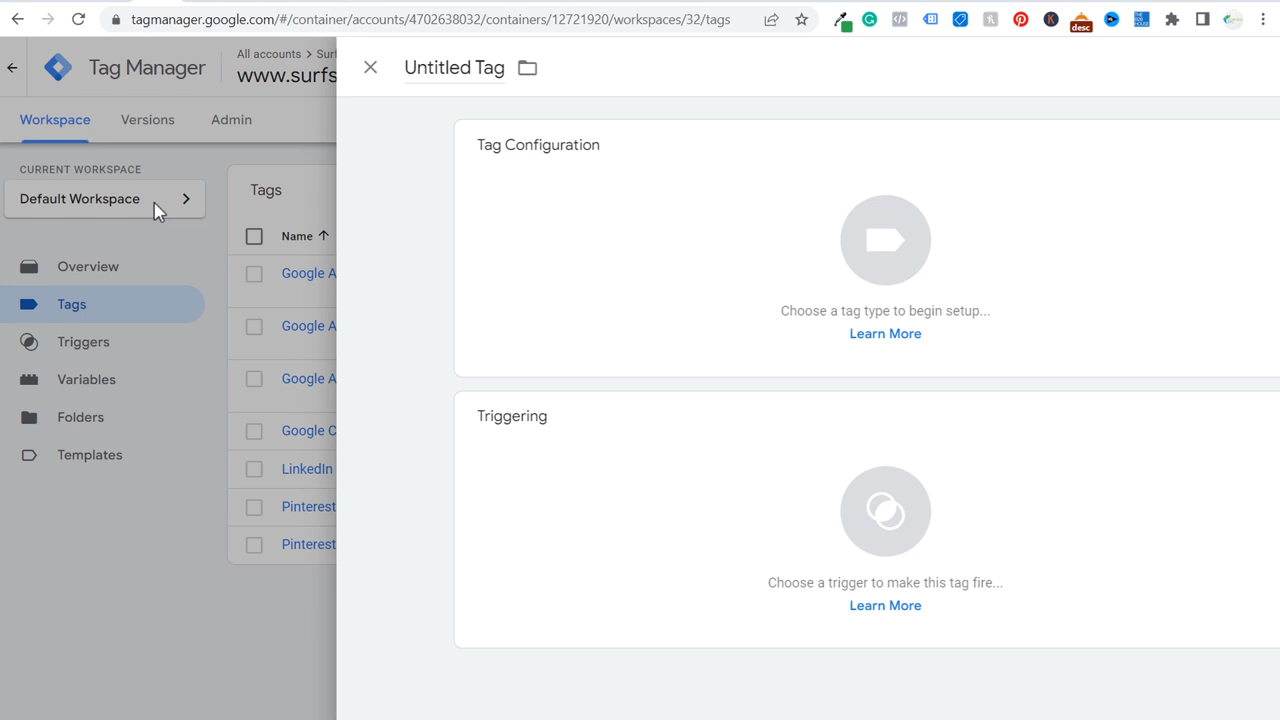 tagmanager.google.com/#/container/accounts/4702638032/containers/12721920/workspaces/32/tags
desc
Tag Manager
All accounts > Surf
www.surfs
Untitled Tag
Workspace
Versions
Admin
CURRENT WORKSPACE
Default Workspace
Overview
Tags
Triggers
Variables
Folders
Templates
Tags
Name
Google A
Google A
Google A
Google C
LinkedIn
Pinterest
Pinterest
Tag Configuration
Choose a tag type to begin setup...
Learn More
Triggering
Choose a trigger to make this tag fire...
Learn More